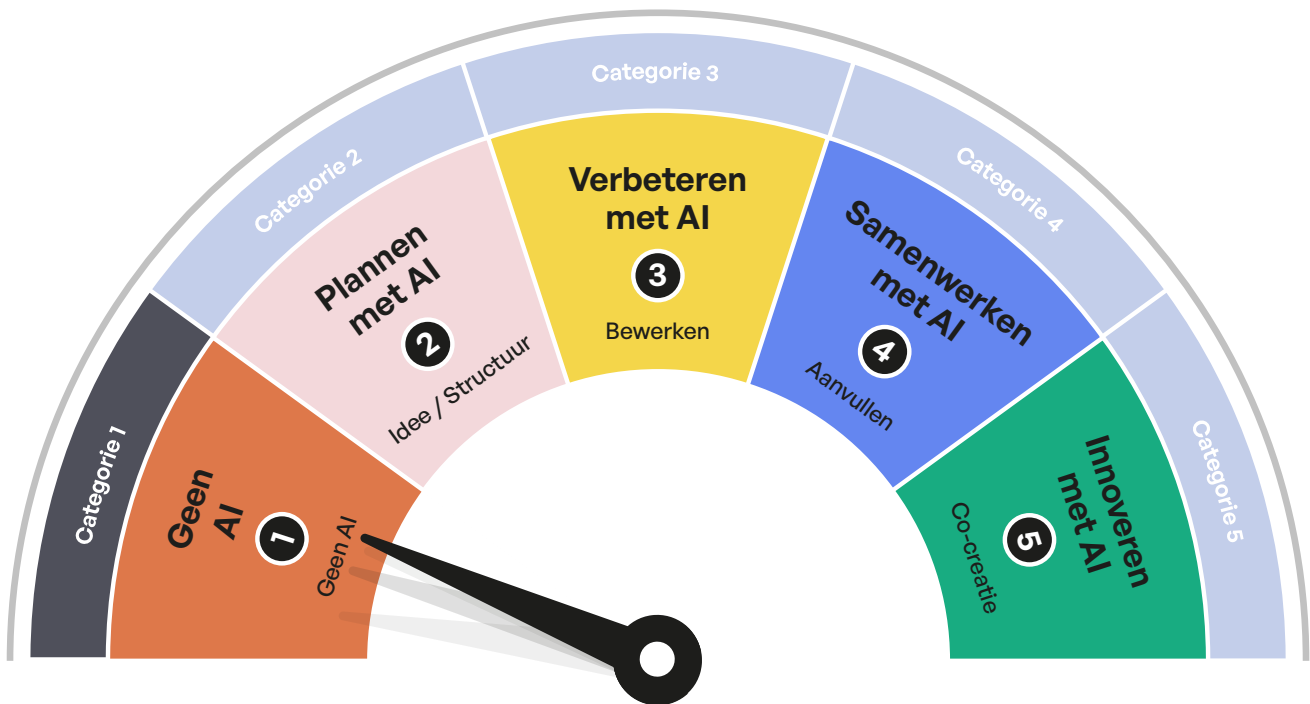 Categorie 1
Geen
AI
1
Geen AI
Categorie 2
Plannen
met AI
2
Idee / Structuur
Categorie 3
Verbeteren
met AI
3
Bewerken
Categorie 4
Samenwerken
met AI
4
Aanvullen
Categorie 5
Innoveren
met AI
5
Co-creatie